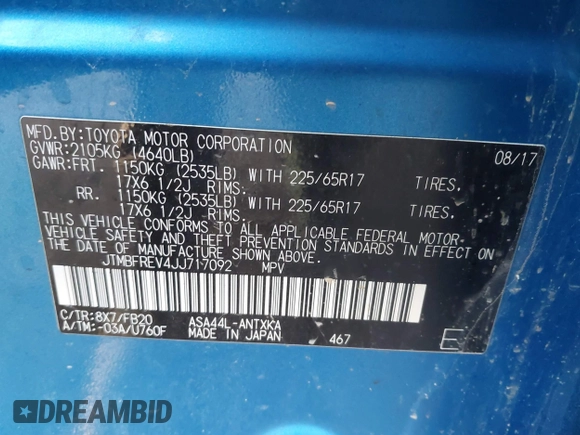 MFD.BY:TOYOTA MOTOR CORPORATION 08/17
GVWR:2105KG (4640LB)
GAWR:FRT. 1150KG (2535LB) WITH 225/65R17 TIRES.
17X6 1/2J RIMS.
RR. 1150KG (2535LB) WITH 225/65R17 TIRES.
17X6 1/2J RIMS.
THIS VEHICLE CONFORMS TO ALL APPLICABLE FEDERAL MOTOR
VEHICLE SAFETY AND THEFT PREVENTION STANDARDS IN EFFECT ON
THE DATE OF MANUFACTURE SHOWN ABOVE.
JTMBFREV4JJ717092 MPV
C/TR:8X7/FB20 ASA44L-ANTXKA
A/TM:-03A/U760F MADE IN JAPAN 467 E
DREAMBID